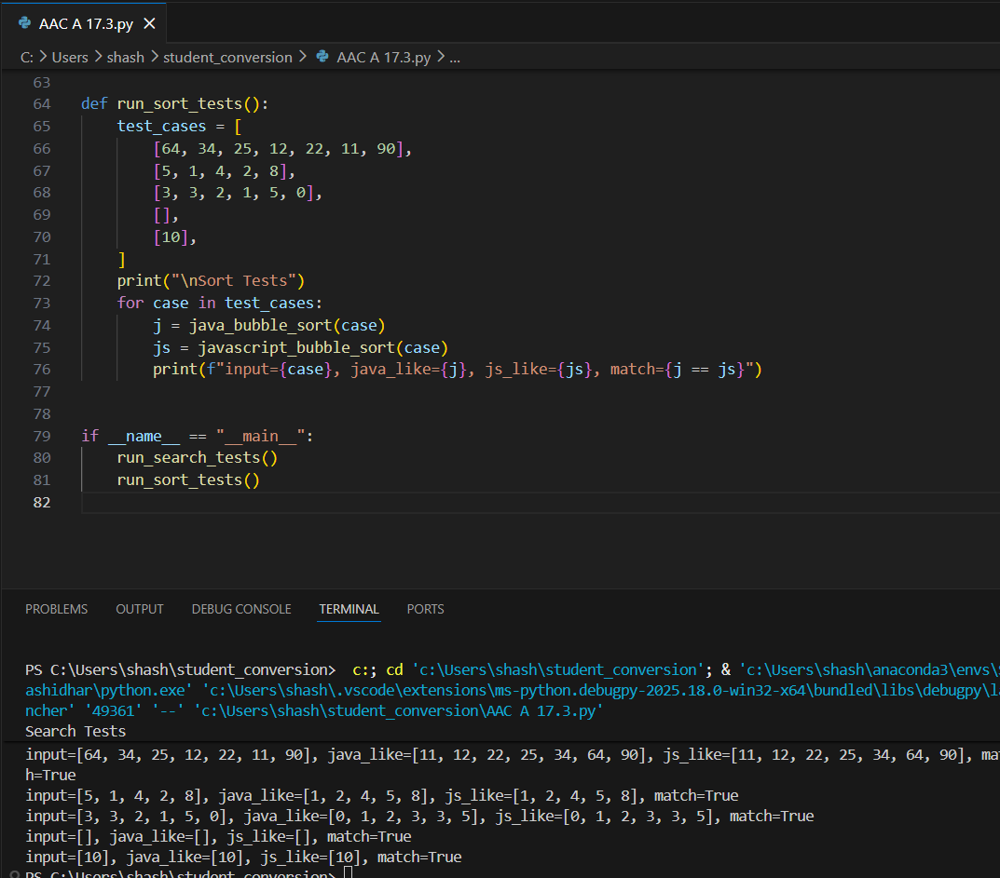 AAC A 17.3.py ×
C: > Users > shash > student_conversion > AAC A 17.3.py > ...
63
64 def run_sort_tests():
65     test_cases = [
66         [64, 34, 25, 12, 22, 11, 90],
67         [5, 1, 4, 2, 8],
68         [3, 3, 2, 1, 5, 0],
69         [],
70         [10],
71     ]
72     print("\nSort Tests")
73     for case in test_cases:
74         j = java_bubble_sort(case)
75         js = javascript_bubble_sort(case)
76         print(f"input={case}, java_like={j}, js_like={js}, match={j == js}")
77
78
79 if __name__ == "__main__":
80     run_search_tests()
81     run_sort_tests()
82
PROBLEMS OUTPUT DEBUG CONSOLE TERMINAL PORTS
PS C:\Users\shash\student_conversion>  c:; cd 'c:\Users\shash\student_conversion'; & 'c:\Users\shash\anaconda3\envs\
ashidhar\python.exe' 'c:\Users\shash\.vscode\extensions\ms-python.debugpy-2025.18.0-win32-x64\bundled\libs\debugpy\
ncher' '49361' '--' 'c:\Users\shash\student_conversion\AAC A 17.3.py'
Search Tests
input=[64, 34, 25, 12, 22, 11, 90], java_like=[11, 12, 22, 25, 34, 64, 90], js_like=[11, 12, 22, 25, 34, 64, 90], ma
h=True
input=[5, 1, 4, 2, 8], java_like=[1, 2, 4, 5, 8], js_like=[1, 2, 4, 5, 8], match=True
input=[3, 3, 2, 1, 5, 0], java_like=[0, 1, 2, 3, 3, 5], js_like=[0, 1, 2, 3, 3, 5], match=True
input=[], java_like=[], js_like=[], match=True
input=[10], java_like=[10], js_like=[10], match=True
PS C:\Users\shash\student_conversion>